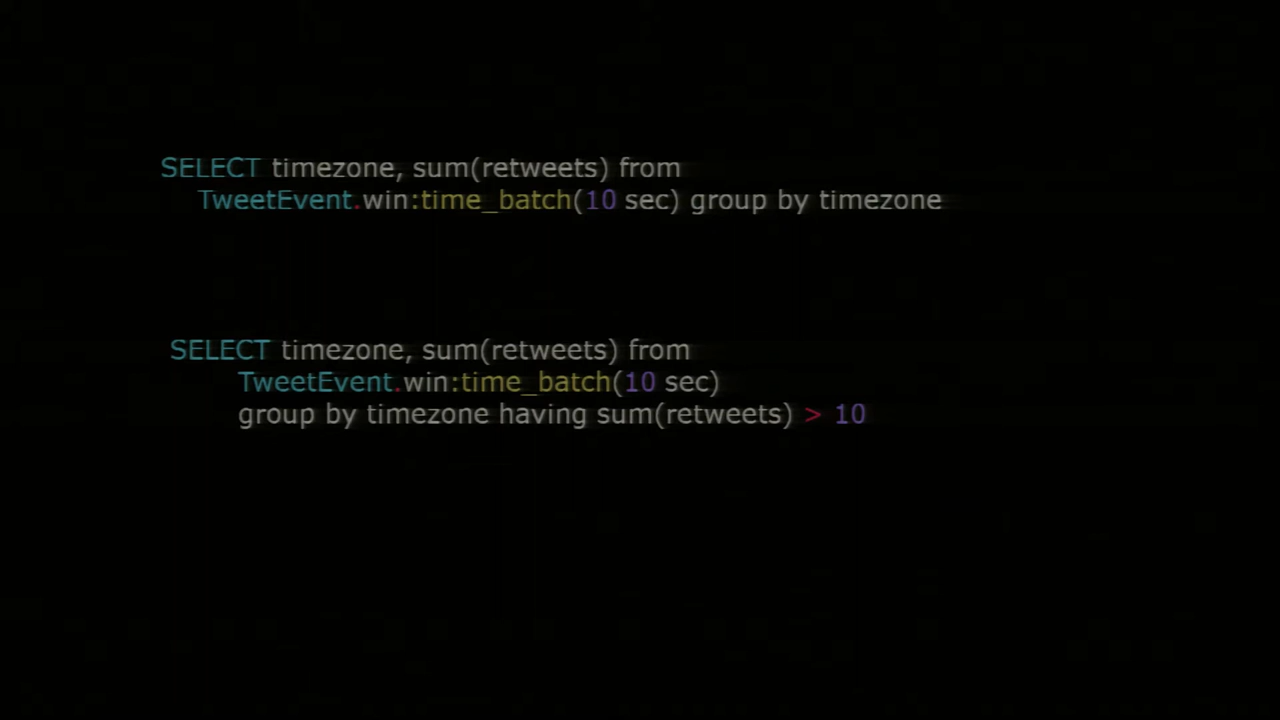 SELECT timezone, sum(retweets) from
TweetEvent.win:time_batch(10 sec) group by timezone
SELECT timezone, sum(retweets) from
TweetEvent.win:time_batch(10 sec)
group by timezone having sum(retweets) > 10